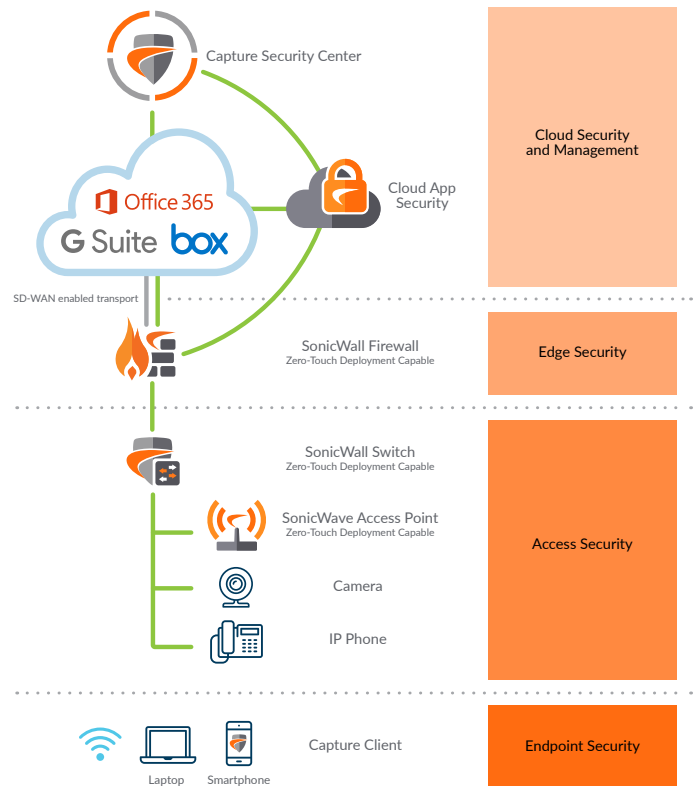 Capture Security Center
Cloud Security
and Management
Office 365
Cloud App
Security
G Suite
box
SD-WAN enabled transport
SonicWall Firewall
Zero-Touch Deployment Capable
Edge Security
SonicWall Switch
Zero-Touch Deployment Capable
SonicWave Access Point
Zero-Touch Deployment Capable
Access Security
Camera
IP Phone
Capture Client
Endpoint Security
Laptop
Smartphone